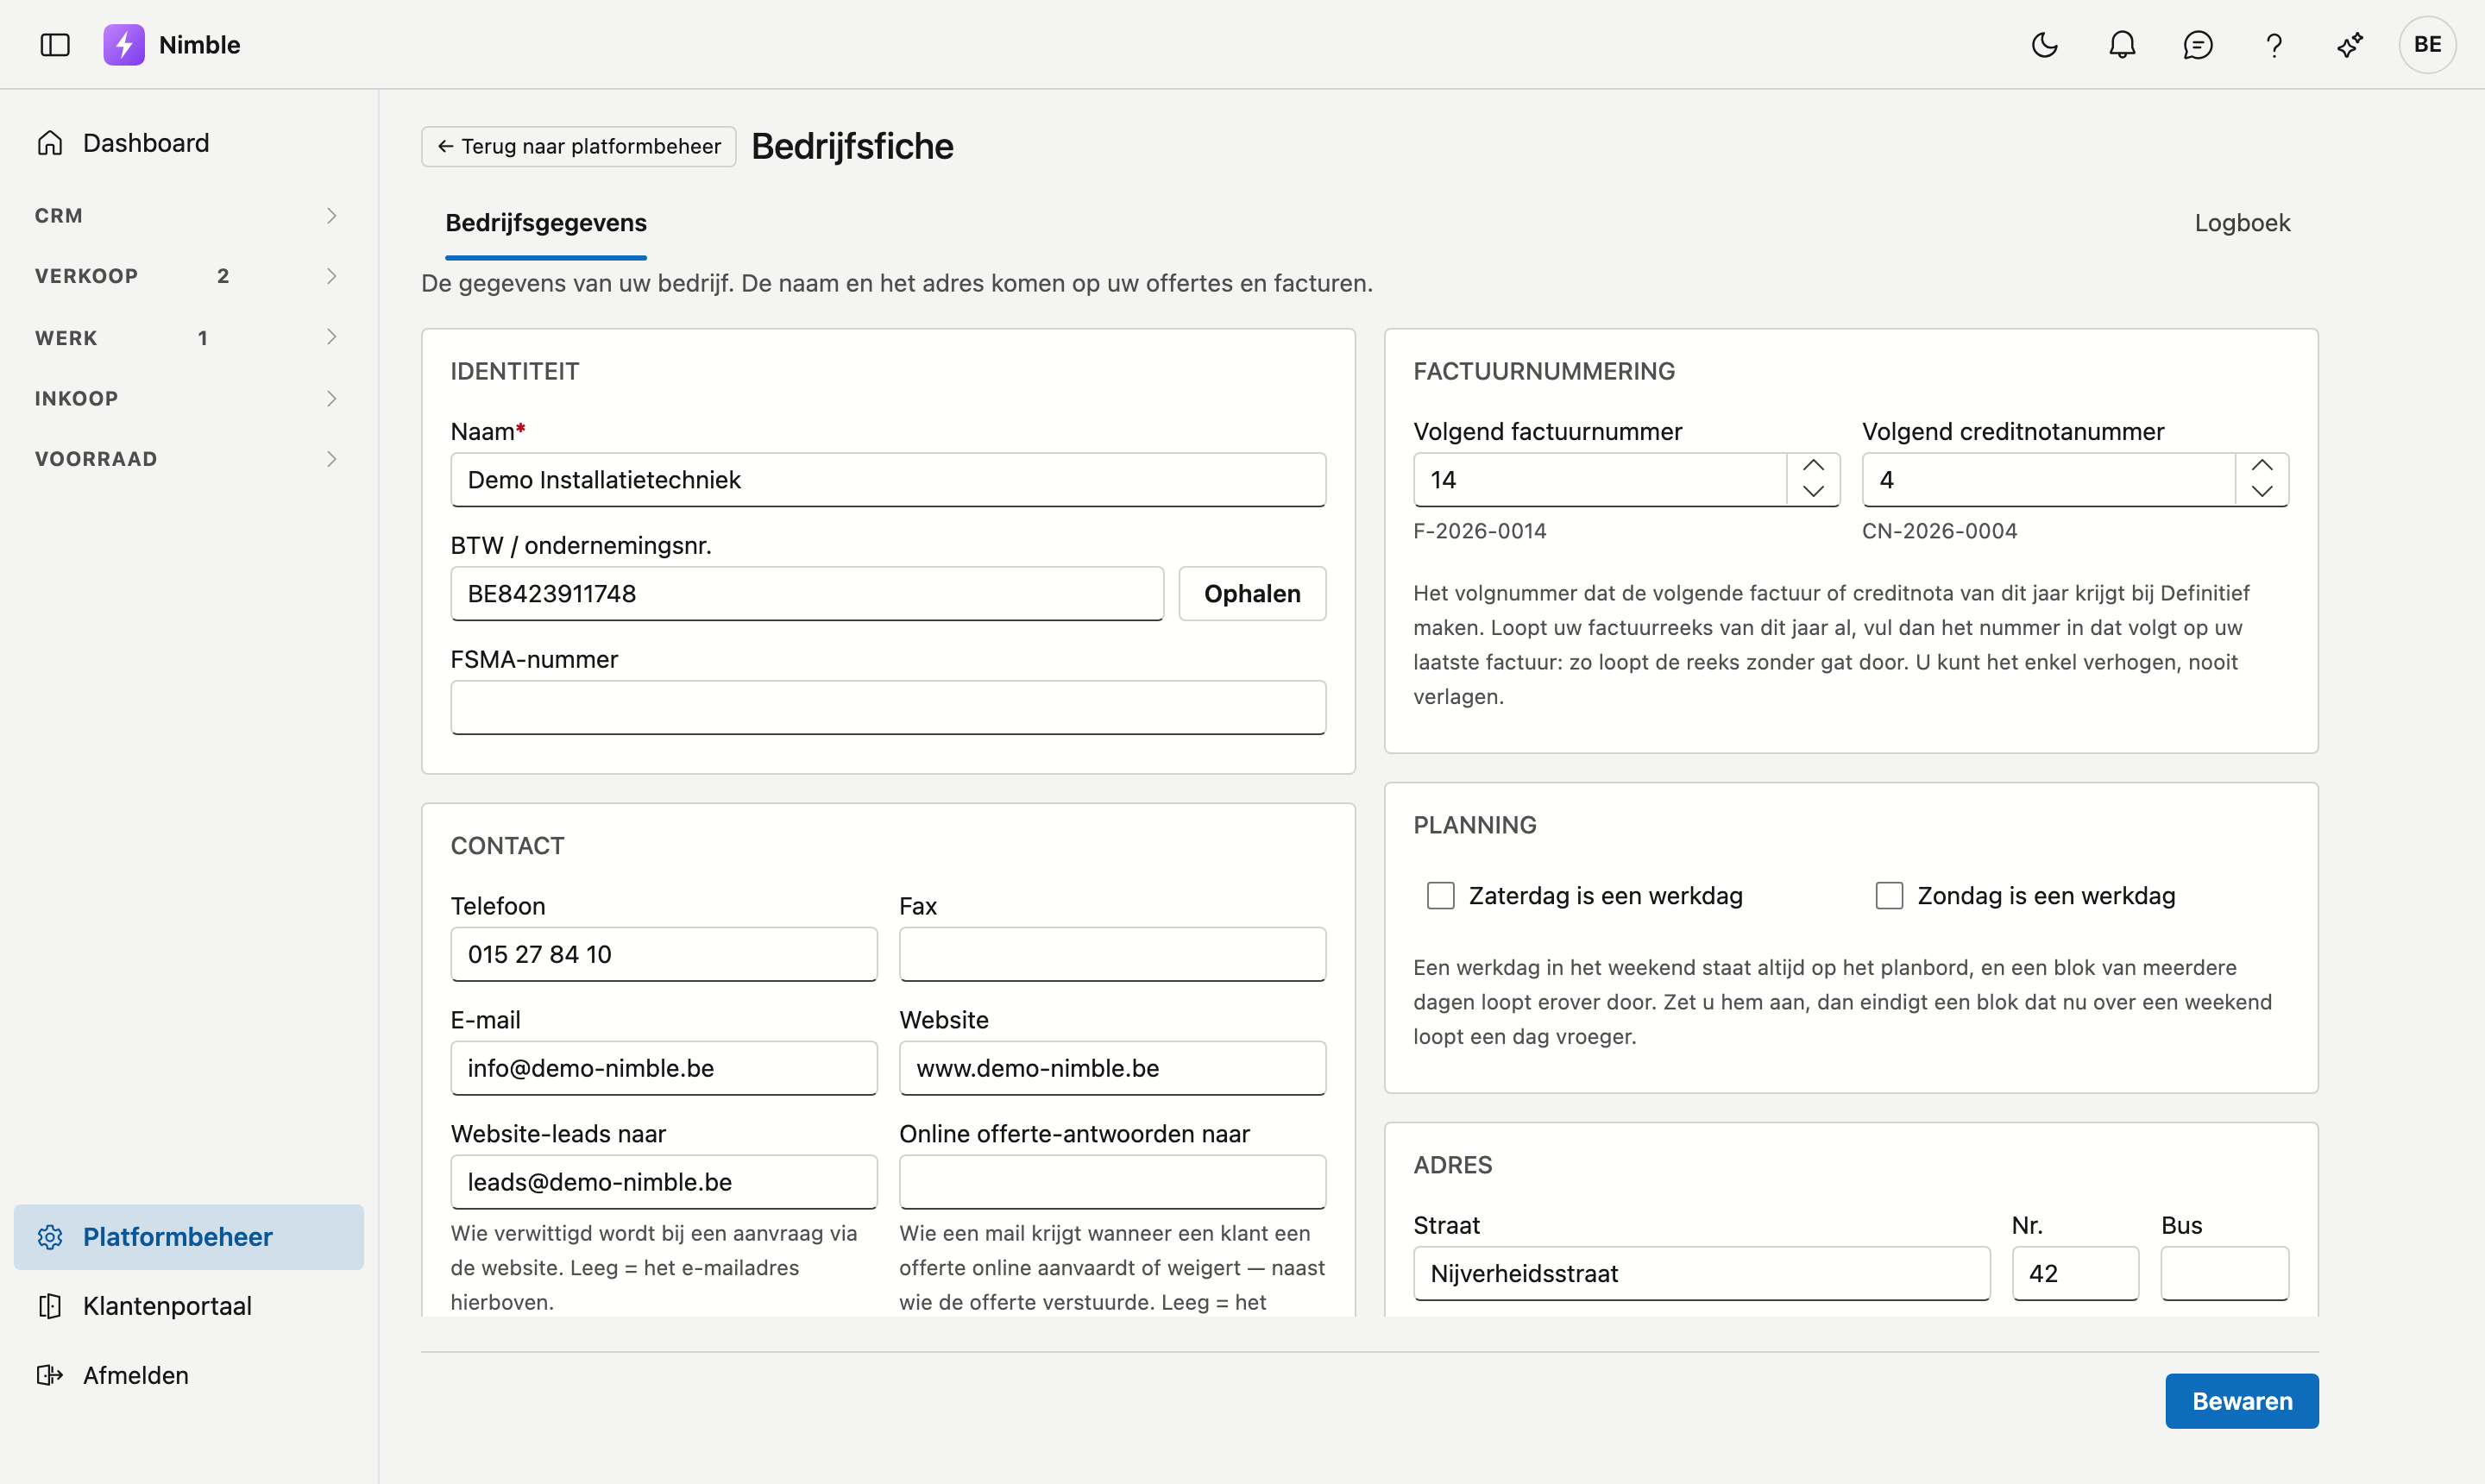 Nimble
BE
Dashboard
CRM
VERKOOP 2
WERK 1
INKOOP
VOORRAAD
Platformbeheer
Klantenportaal
Afmelden
← Terug naar platformbeheer
Bedrijfsfiche
Bedrijfsgegevens
Logboek
De gegevens van uw bedrijf. De naam en het adres komen op uw offertes en facturen.
IDENTITEIT
Naam*
Demo Installatietechniek
BTW / ondernemingsnr.
BE8423911748
Ophalen
FSMA-nummer
CONTACT
Telefoon
015 27 84 10
Fax
E-mail
info@demo-nimble.be
Website
www.demo-nimble.be
Website-leads naar
leads@demo-nimble.be
Wie verwittigd wordt bij een aanvraag via
de website. Leeg = het e-mailadres
hierboven.
Online offerte-antwoorden naar
Wie een mail krijgt wanneer een klant een
offerte online aanvaardt of weigert — naast
wie de offerte verstuurde. Leeg = het
FACTUURNUMMERING
Volgend factuurnummer
14
F-2026-0014
Volgend creditnotanummer
4
CN-2026-0004
Het volgnummer dat de volgende factuur of creditnota van dit jaar krijgt bij Definitief
maken. Loopt uw factuurreeks van dit jaar al, vul dan het nummer in dat volgt op uw
laatste factuur: zo loopt de reeks zonder gat door. U kunt het enkel verhogen, nooit
verlagen.
PLANNING
Zaterdag is een werkdag
Zondag is een werkdag
Een werkdag in het weekend staat altijd op het planbord, en een blok van meerdere
dagen loopt erover door. Zet u hem aan, dan eindigt een blok dat nu over een weekend
loopt een dag vroeger.
ADRES
Straat
Nijverheidsstraat
Nr.
42
Bus
Bewaren